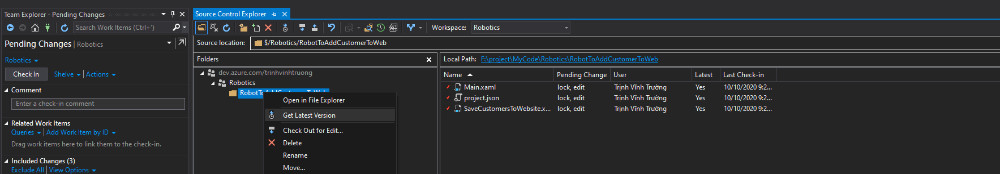 Team Explorer - Pending Changes
Search Work Items (Ctrl+')
Pending Changes | Robotics
Robotics
Check In
Shelve
Actions
Comment
Enter a check-in comment
Related Work Items
Queries
Add Work Item by ID
Drag work items here to link them to the check-in.
Included Changes (3)
Exclude All
View Options
Source Control Explorer
Workspace:
Robotics
Source location:
$/Robotics/RobotToAddCustomerToWeb
Folders
dev.azure.com/trinhvinhtruong
Robotics
RobotToAddCustomerToWeb
Open in File Explorer
Get Latest Version
Check Out for Edit...
Delete
Rename
Move...
Local Path: F:\project\MyCode\Robotics\RobotToAddCustomerToWeb
Name Pending Change User Latest Last Check-in
Main.xaml lock, edit Trịnh Vĩnh Trường Yes 10/10/2020 9:2...
project.json lock, edit Trịnh Vĩnh Trường Yes 10/10/2020 9:2...
SaveCustomersToWebsite.x... lock, edit Trịnh Vĩnh Trường Yes 10/10/2020 9:2...